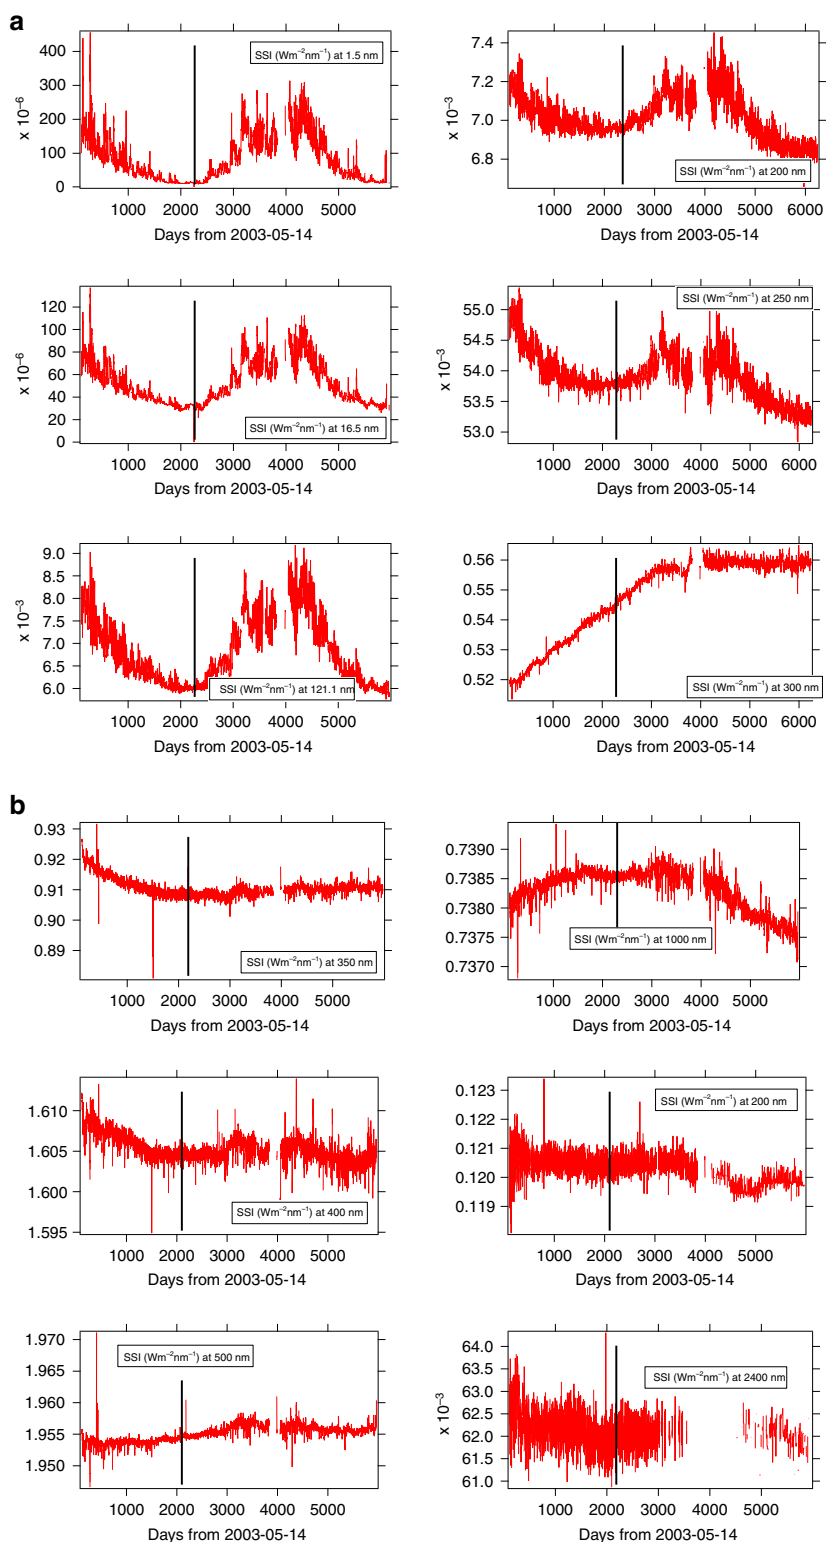 a
400
300
200
100
0
x 10⁻⁶
SSI (Wm⁻²nm⁻¹) at 1.5 nm
1000 2000 3000 4000 5000
Days from 2003-05-14
7.4
7.2
7.0
6.8
x 10⁻³
SSI (Wm⁻²nm⁻¹) at 200 nm
1000 2000 3000 4000 5000 6000
Days from 2003-05-14
120
100
80
60
40
20
0
x 10⁻⁶
SSI (Wm⁻²nm⁻¹) at 16.5 nm
1000 2000 3000 4000 5000
Days from 2003-05-14
55.0
54.5
54.0
53.5
53.0
x 10⁻³
SSI (Wm⁻²nm⁻¹) at 250 nm
1000 2000 3000 4000 5000 6000
Days from 2003-05-14
9.0
8.5
8.0
7.5
7.0
6.5
6.0
x 10⁻³
SSI (Wm⁻²nm⁻¹) at 121.1 nm
1000 2000 3000 4000 5000
Days from 2003-05-14
0.56
0.55
0.54
0.53
0.52
SSI (Wm⁻²nm⁻¹) at 300 nm
1000 2000 3000 4000 5000 6000
Days from 2003-05-14
b
0.93
0.92
0.91
0.90
0.89
SSI (Wm⁻²nm⁻¹) at 350 nm
1000 2000 3000 4000 5000
Days from 2003-05-14
0.7390
0.7385
0.7380
0.7375
0.7370
SSI (Wm⁻²nm⁻¹) at 1000 nm
1000 2000 3000 4000 5000
Days from 2003-05-14
1.610
1.605
1.600
1.595
SSI (Wm⁻²nm⁻¹) at 400 nm
1000 2000 3000 4000 5000
Days from 2003-05-14
0.123
0.122
0.121
0.120
0.119
SSI (Wm⁻²nm⁻¹) at 200 nm
1000 2000 3000 4000 5000
Days from 2003-05-14
1.970
1.965
1.960
1.955
1.950
SSI (Wm⁻²nm⁻¹) at 500 nm
1000 2000 3000 4000 5000
Days from 2003-05-14
64.0
63.5
63.0
62.5
62.0
61.5
61.0
x 10⁻³
SSI (Wm⁻²nm⁻¹) at 2400 nm
1000 2000 3000 4000 5000
Days from 2003-05-14